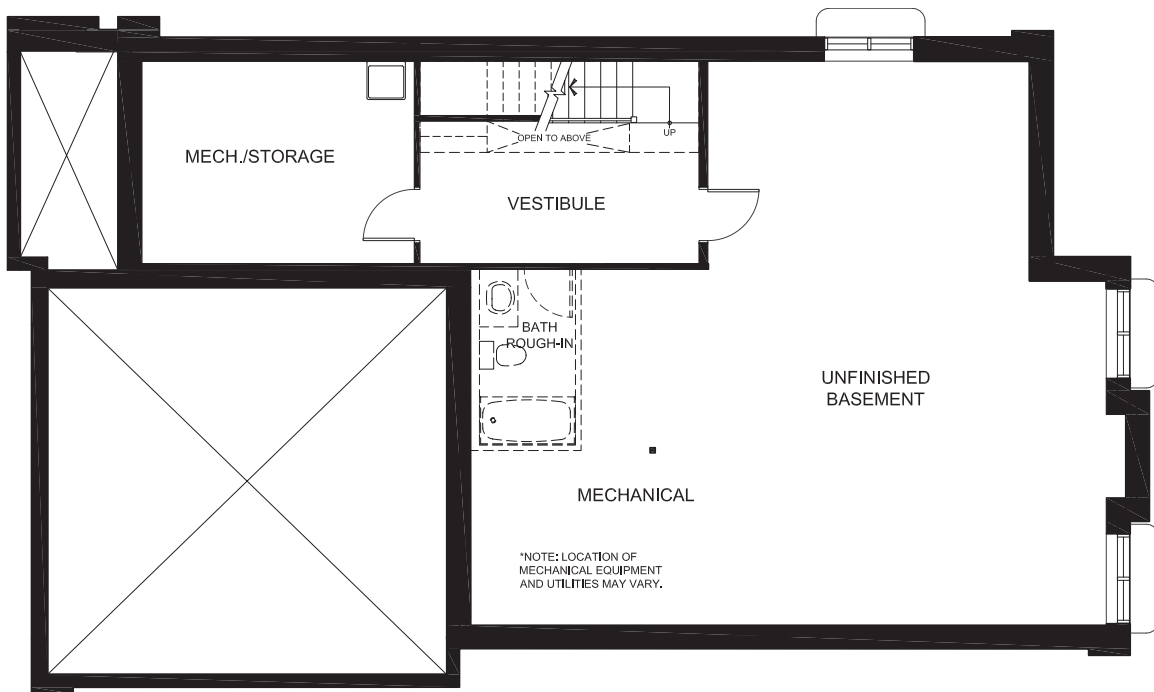 OPEN TO ABOVE
UP
MECH./STORAGE
VESTIBULE
BATH
ROUGH-IN
UNFINISHED
BASEMENT
MECHANICAL
*NOTE: LOCATION OF
MECHANICAL EQUIPMENT
AND UTILITIES MAY VARY.